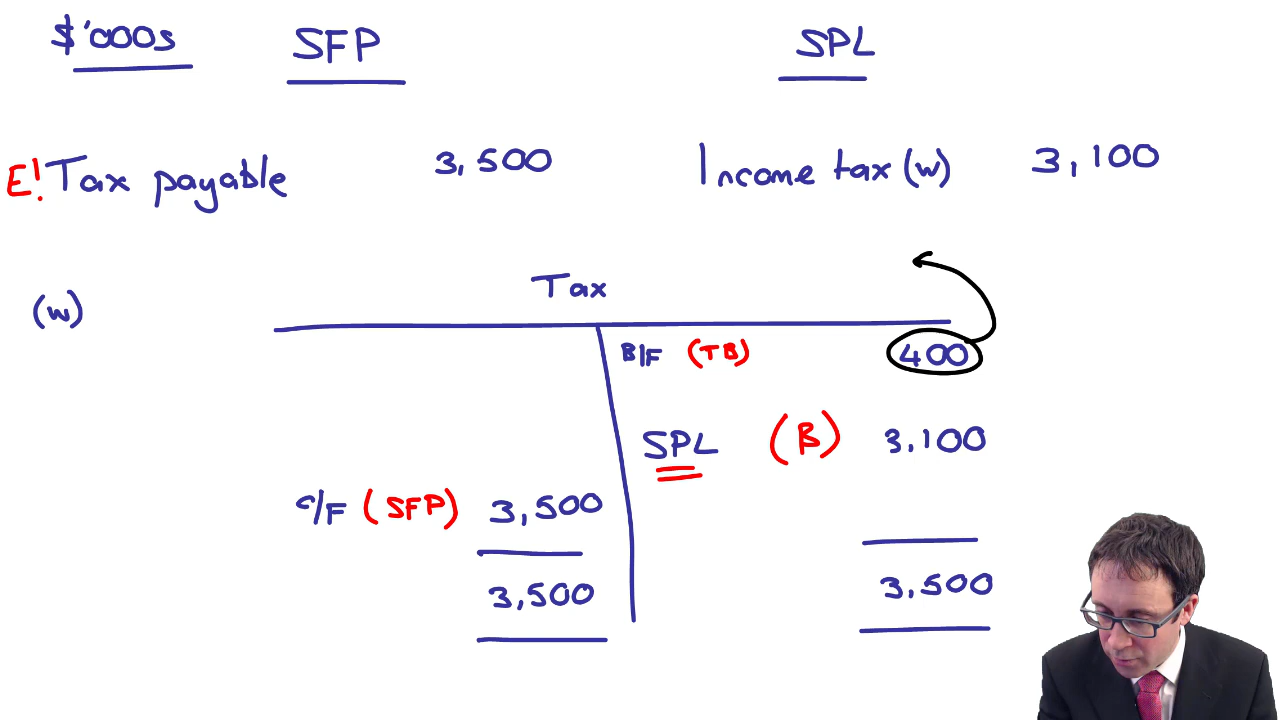 $'000s SFP SPL
E! Tax payable 3,500 Income tax (w) 3,100
(w) Tax
B/F (TB) 400
SPL (B) 3,100
C/F (SFP) 3,500
3,500 3,500